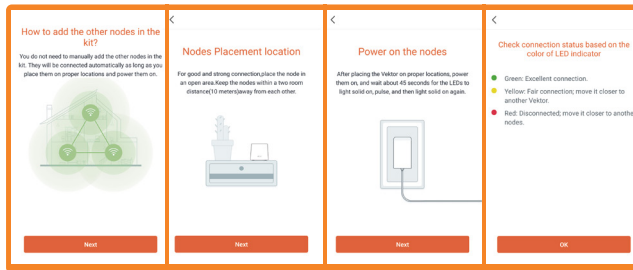 How to add the other nodes in the
kit?
You do not need to manually add the other nodes in the
kit. They will be connected automatically as long as you
place them on proper locations and power them on.
Next
Nodes Placement location
For good and strong connection,place the node in
an open area.Keep the nodes within a two room
distance(10 meters)away from each other.
Next
Power on the nodes
After placing the Vektor on proper locations, power
them on, and wait about 45 seconds for the LEDs to
light solid on, pulse, and then light solid on again.
Next
Check connection status based on the
color of LED indicator
Green: Excellent connection.
Yellow: Fair connection; move it closer to
another Vektor.
Red: Disconnected; move it closer to anothe
nodes.
OK